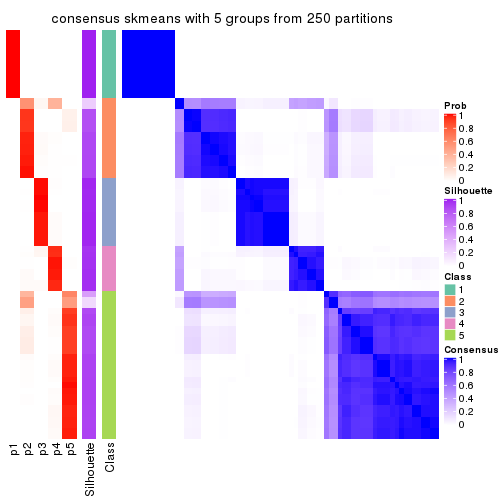 consensus skmeans with 5 groups from 250 partitions
Prob
1
0.8
0.6
0.4
0.2
0
Silhouette
1
0.8
0.6
0.4
0.2
0
Class
1
2
3
4
5
Consensus
1
0.8
0.6
0.4
0.2
0
p1
p2
p3
p4
p5
Silhouette
Class